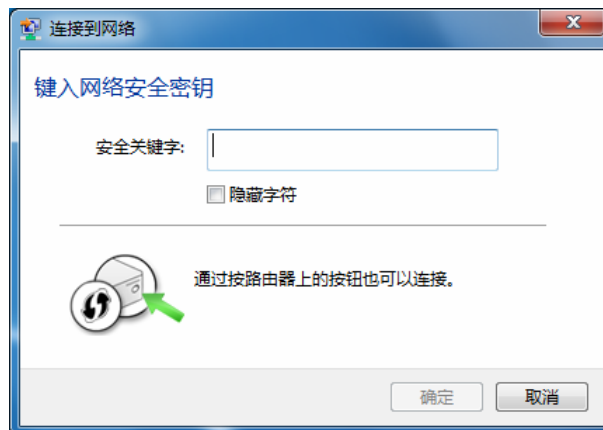 连接到网络
键入网络安全密钥
安全关键字:
隐藏字符
通过按路由器上的按钮也可以连接。
确定
取消